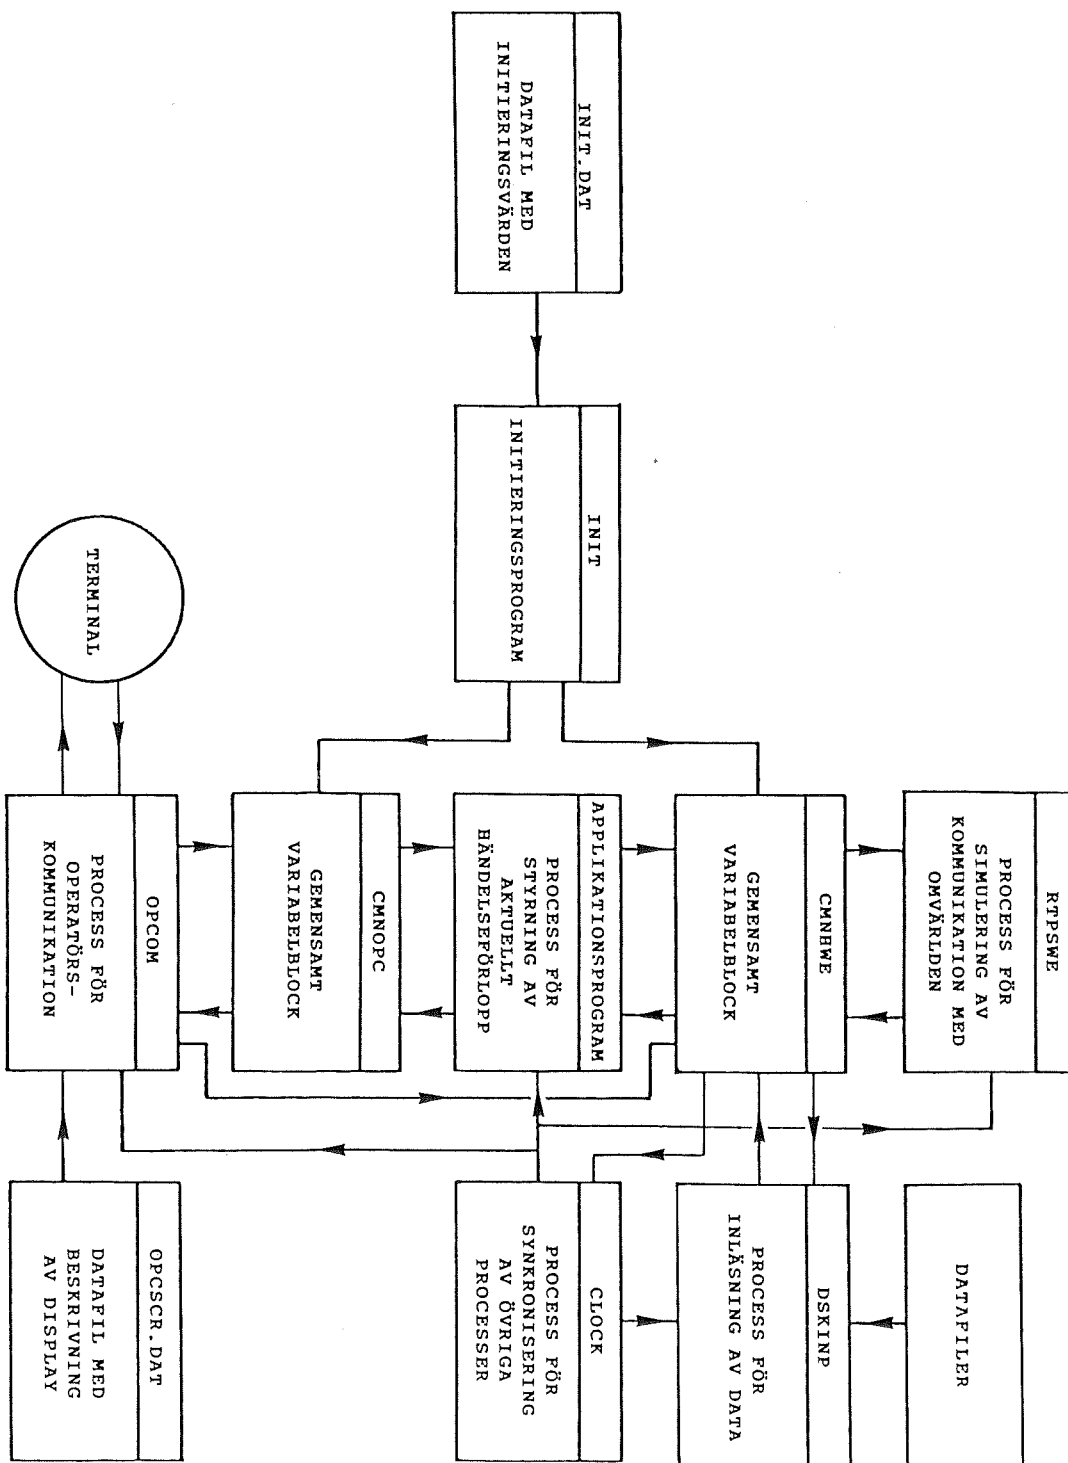 RTPSWE
PROCESS FÖR
SIMULERING AV
KOMMUNIKATION MED
OMVÄRLDEN
DATAFILER
CMNHWE
GEMENSAMT
VARIABELBLOCK
DSKINP
PROCESS FÖR
INLÄSNING AV DATA
INIT.DAT
DATAFIL MED
INITIERINGSVÄRDEN
INIT
INITIERINGSPROGRAM
APPLIKATIONSPROGRAM
PROCESS FÖR
STYRNING AV
AKTUELLT
HÄNDELSEFÖRLOPP
CLOCK
PROCESS FÖR
SYNKRONISERING
AV ÖVRIGA
PROCESSER
CMNOPC
GEMENSAMT
VARIABELBLOCK
TERMINAL
OPCOM
PROCESS FÖR
OPERATÖRS-
KOMMUNIKATION
OPCSCR.DAT
DATAFIL MED
BESKRIVNING
AV DISPLAY